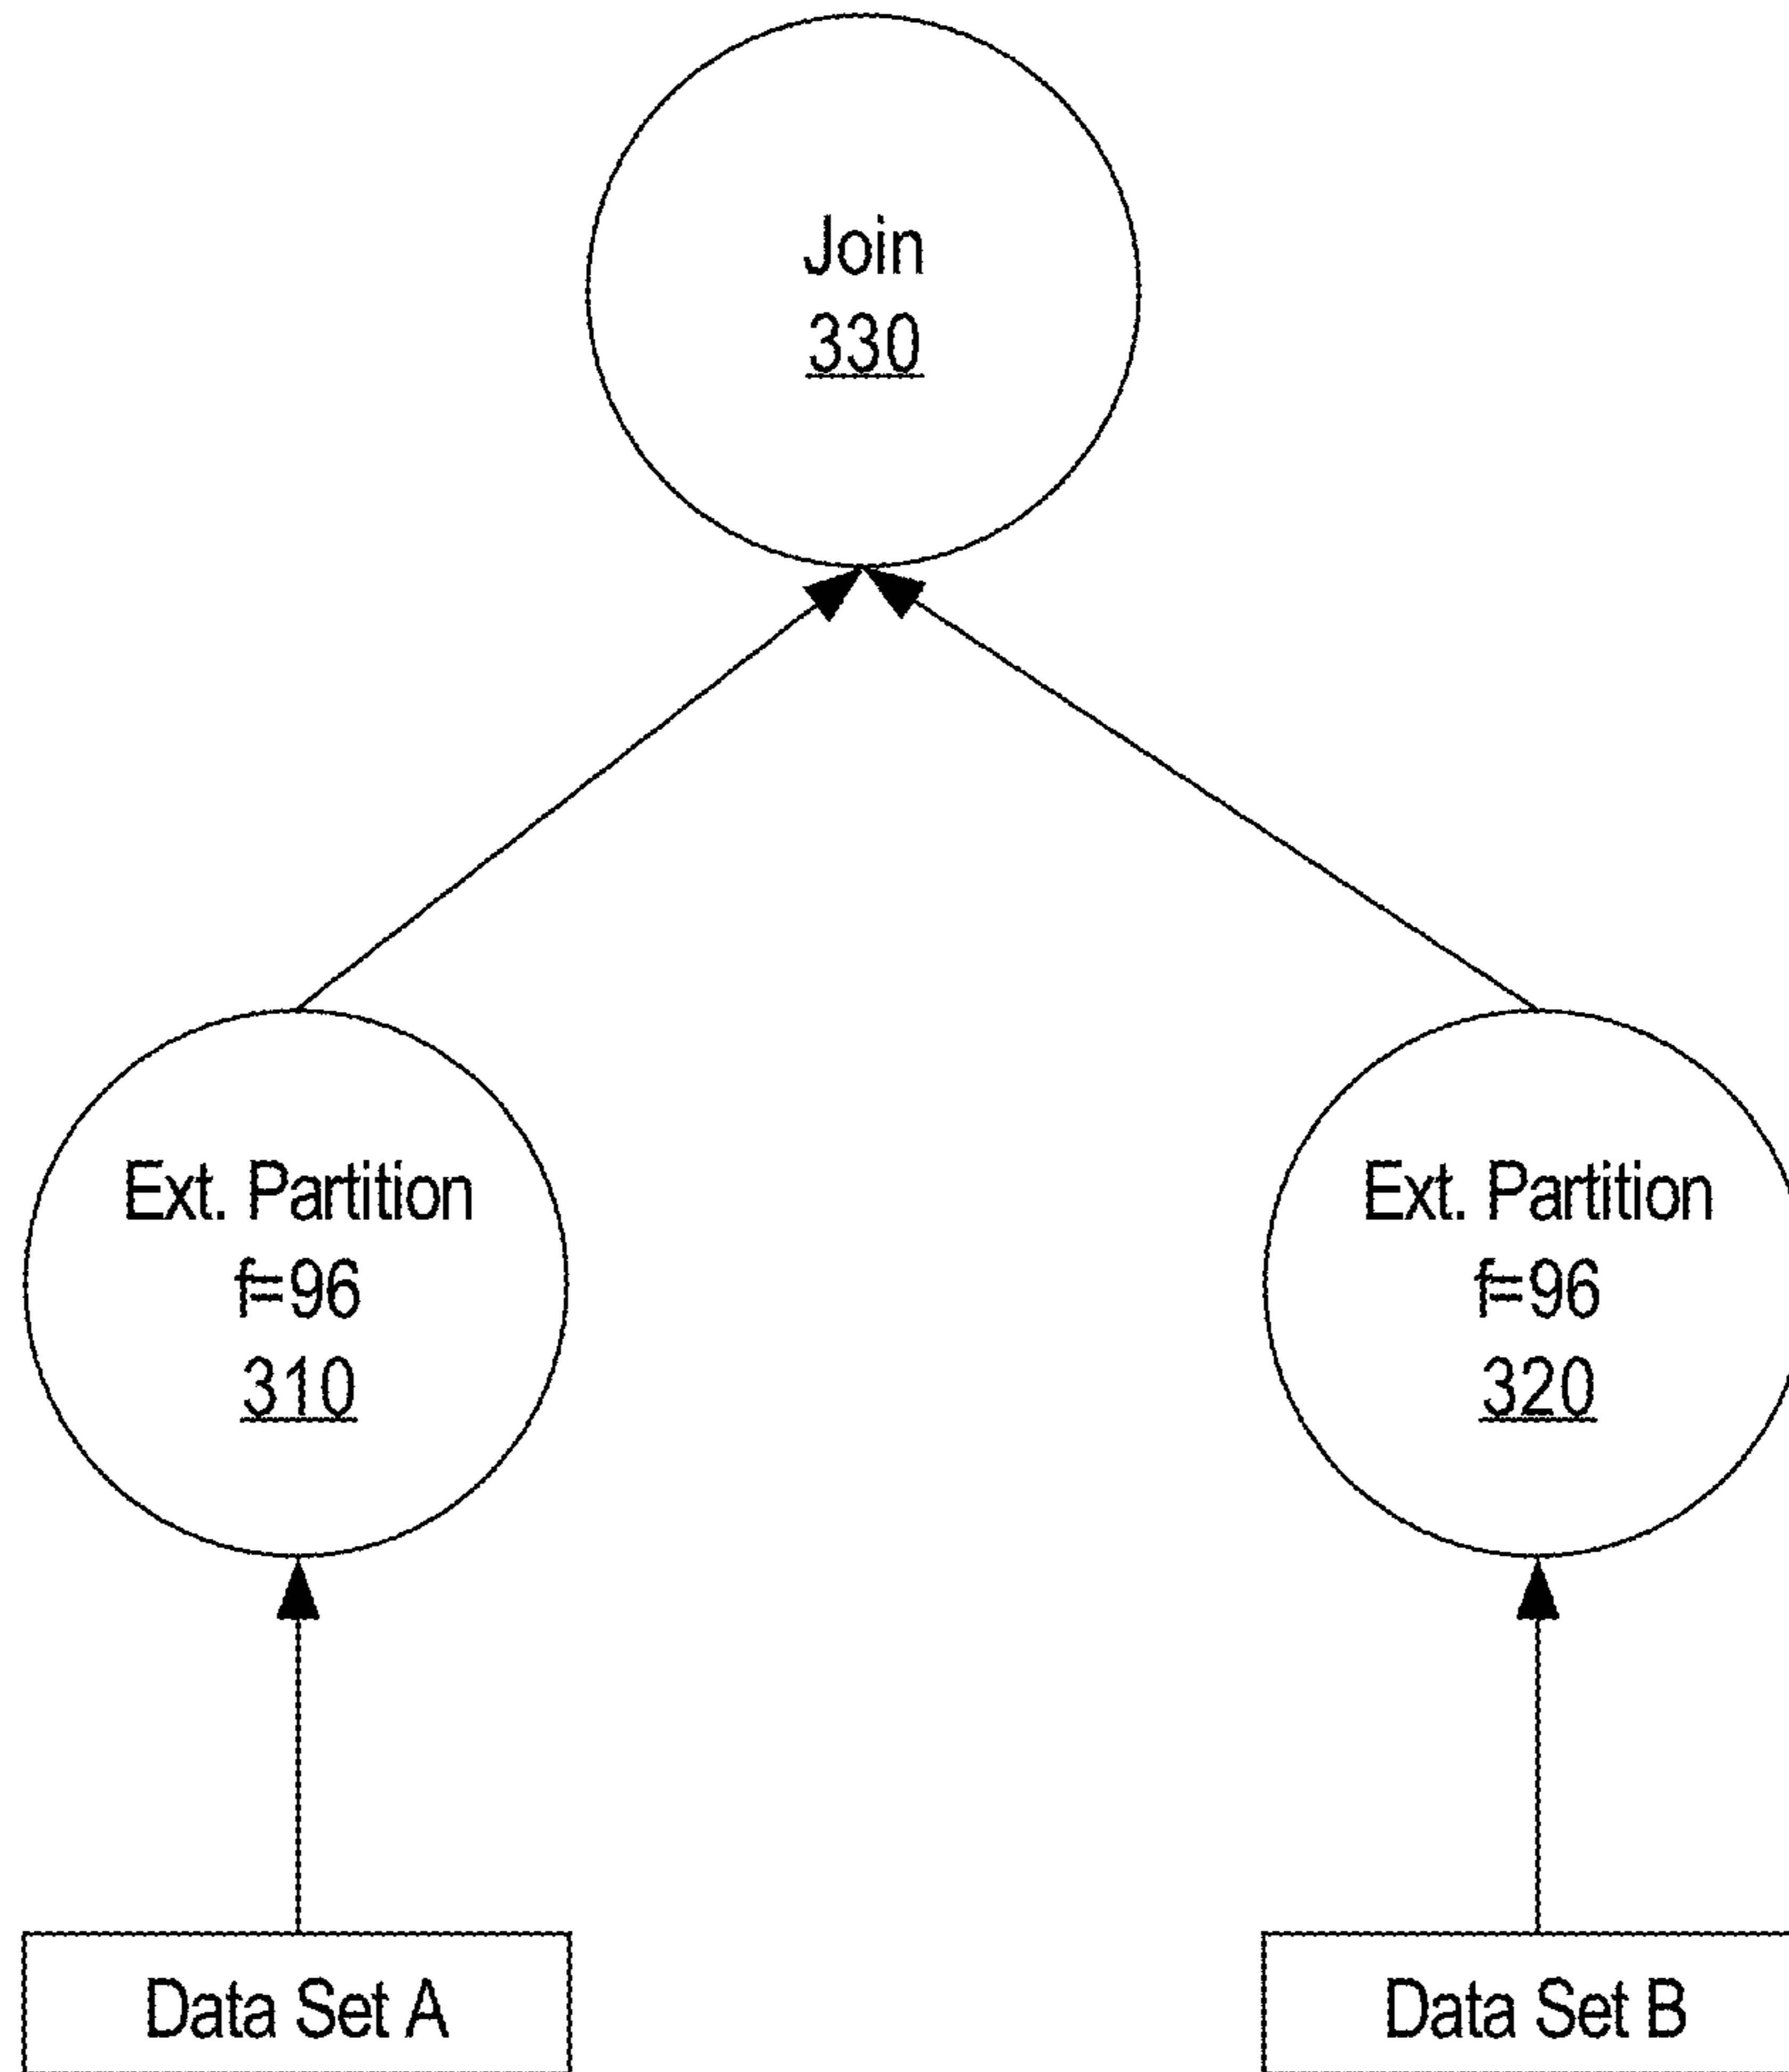 Join
330
Ext. Partition
f=96
310
Ext. Partition
f=96
320
Data Set A
Data Set B